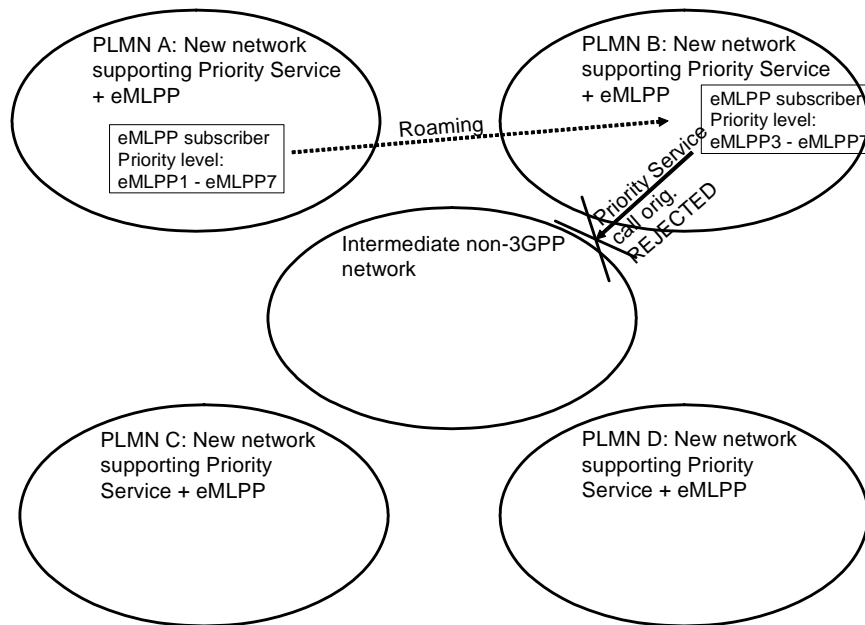 PLMN A: New network
supporting Priority Service
+ eMLPP
eMLPP subscriber
Priority level:
eMLPP1 - eMLPP7
Roaming
PLMN B: New network
supporting Priority Service
+ eMLPP
eMLPP subscriber
Priority level:
eMLPP3 - eMLPP7
Priority Service
call orig.
REJECTED
Intermediate non-3GPP
network
PLMN C: New network
supporting Priority
Service + eMLPP
PLMN D: New network
supporting Priority
Service + eMLPP